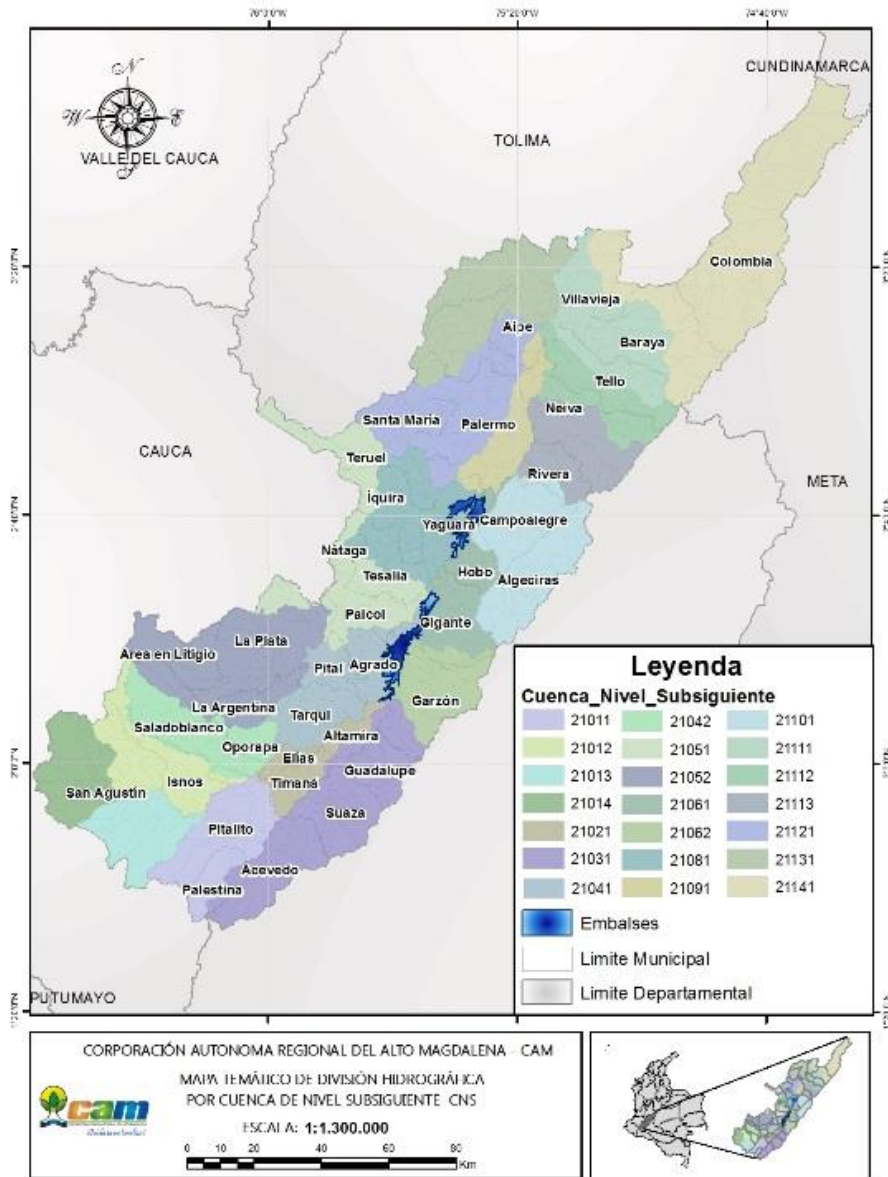 76°0'0"W 75°20'0"W 74°40'0"W
N
W E
S
CUNDINAMARCA
TOLIMA
VALLE DEL CAUCA
Colombia
Villavieja
Aipe
Baraya
Tello
Neiva
Santa María
Palermo
CAUCA
Teruel
Rivera
META
Íquira
Yaguará
Campoalegre
Nátaga
Hobo
Tesalia
Algeciras
Paicol
Gigante
La Plata
Area en Litigio
Pital
Agrado
Garzón
La Argentina
Tarqui
Saladoblanco
Altamira
Oporapa
Elías
Guadalupe
Isnos
Timaná
San Agustín
Suaza
Pitalito
Acevedo
Palestina
PUTUMAYO
Leyenda
Cuenca_Nivel_Subsiguiente
21011 21042 21101
21012 21051 21111
21013 21052 21112
21014 21061 21113
21021 21062 21121
21031 21081 21131
21041 21091 21141
Embalses
Limite Municipal
Limite Departamental
CORPORACIÓN AUTONOMA REGIONAL DEL ALTO MAGDALENA - CAM
MAPA TEMÁTICO DE DIVISIÓN HIDROGRÁFICA
POR CUENCA DE NIVEL SUBSIGUIENTE CNS
ESCALA: 1:1.300.000
cam
0 5 10 20 40 60 80
Km